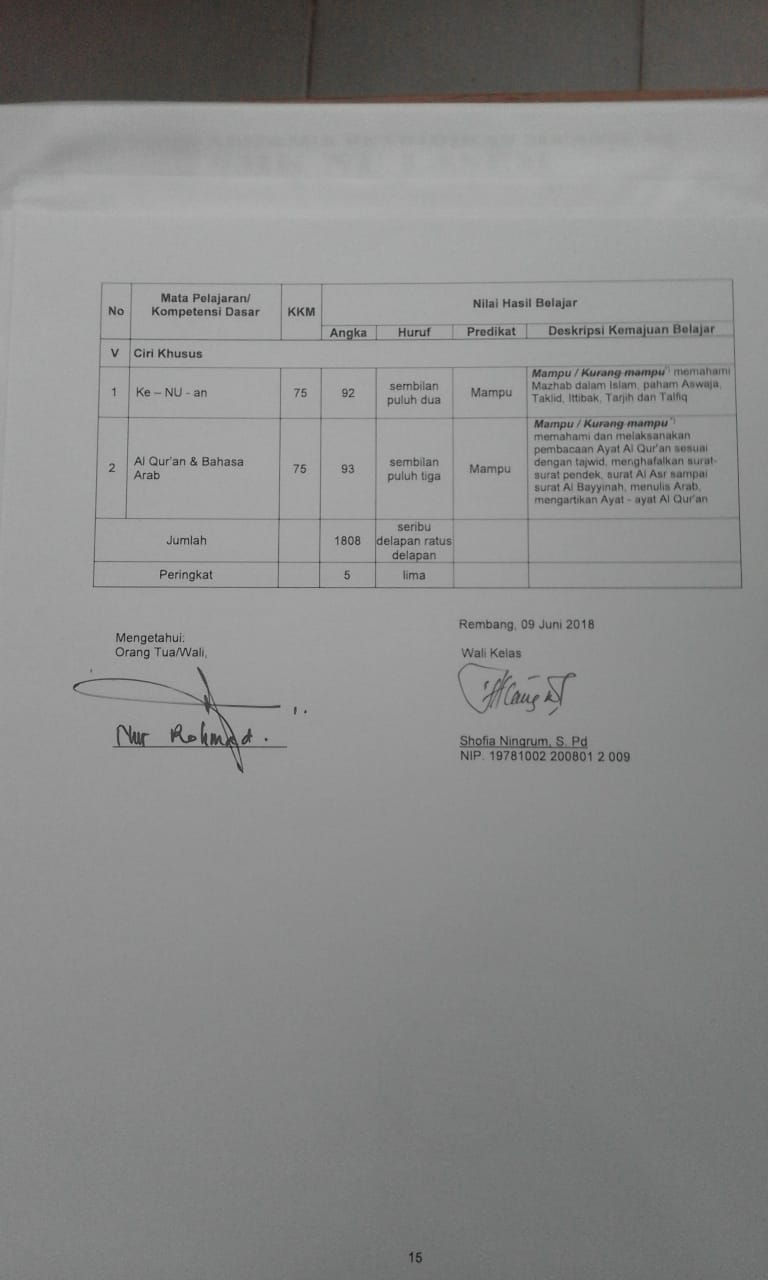 No Mata Pelajaran/ Kompetensi Dasar KKM Nilai Hasil Belajar
Angka Huruf Predikat Deskripsi Kemajuan Belajar
V Ciri Khusus
1 Ke – NU - an 75 92 sembilan puluh dua Mampu Mampu / Kurang mampu *) memahami
Mazhab dalam Islam, paham Aswaja,
Taklid, Ittibak, Tarjih dan Talfiq
2 Al Qur'an & Bahasa Arab 75 93 sembilan puluh tiga Mampu Mampu / Kurang mampu *)
memahami dan melaksanakan
pembacaan Ayat Al Qur'an sesuai
dengan tajwid, menghafalkan surat-
surat pendek, surat Al Asr sampai
surat Al Bayyinah, menulis Arab,
mengartikan Ayat - ayat Al Qur'an
Jumlah 1808 seribu delapan ratus delapan
Peringkat 5 lima
Rembang, 09 Juni 2018
Mengetahui:
Orang Tua/Wali,
Wali Kelas
Nur Rohmad.
Shofia Ningrum, S. Pd
NIP. 19781002 200801 2 009
15